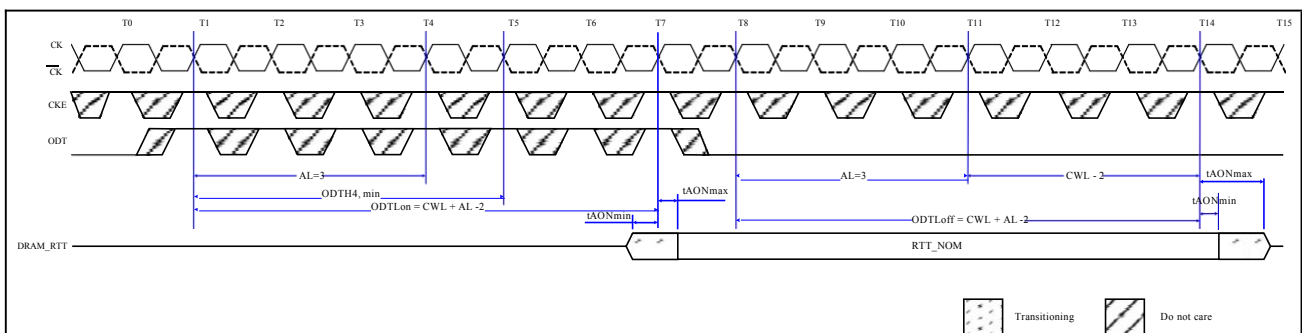 T0 T1 T2 T3 T4 T5 T6 T7 T8 T9 T10 T11 T12 T13 T14 T15
CK
CK
CKE
ODT
AL=3 AL=3 CWL - 2 tAONmax
ODTH4, min tAONmax
ODTLon = CWL + AL -2 tAONmin
tAONmin ODTLoff = CWL + AL -2
DRAM_RTT RTT_NOM
Transitioning Do not care